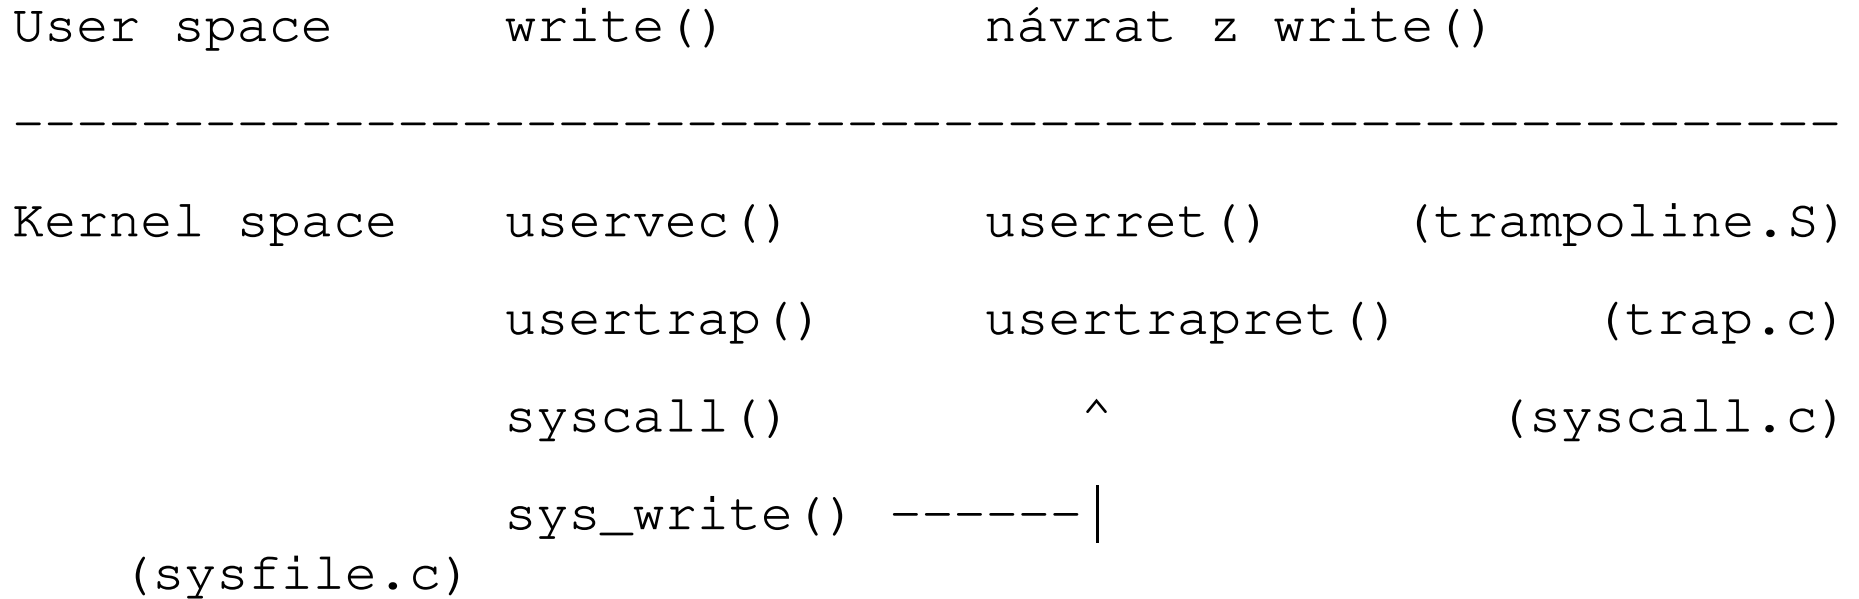 User space write() návrat z write()
---------------------------------------------------------
Kernel space uservec() userret() (trampoline.S)
usertrap() usertrapret() (trap.c)
syscall() ^ (syscall.c)
sys_write() ------|
(sysfile.c)